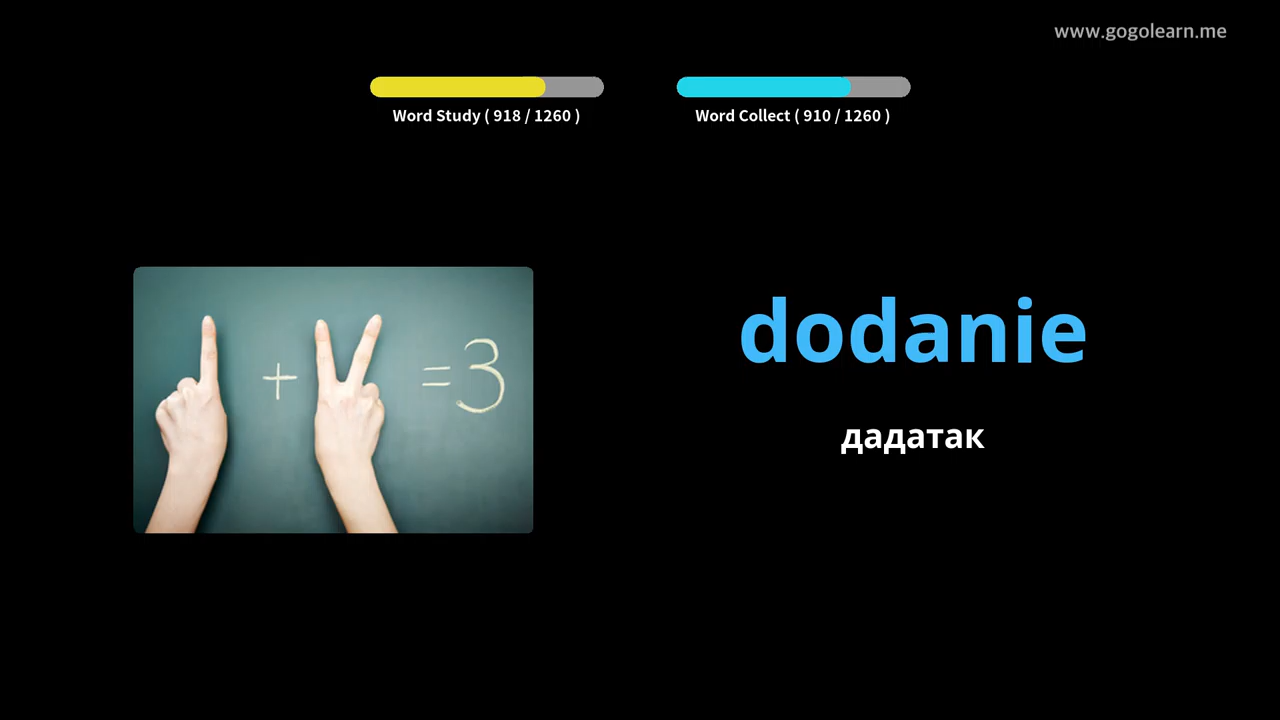 www.gogolearn.me
Word Study ( 918 / 1260 )
Word Collect ( 910 / 1260 )
+ = 3
dodanie
дадатак